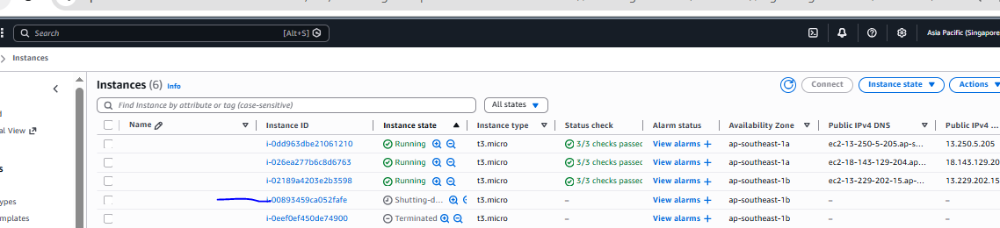 Search [Alt+S] Asia Pacific (Singapore
Instances
Instances (6) Info Connect Instance state Actions
Find Instance by attribute or tag (case-sensitive) All states
al View
Name Instance ID Instance state Instance type Status check Alarm status Availability Zone Public IPv4 DNS Public IPv4 ...
i-0dd963dbe21061210 Running t3.micro 3/3 checks passec View alarms + ap-southeast-1a ec2-13-250-5-205.ap-s... 13.250.5.205
i-026ea277b6c8d6763 Running t3.micro 3/3 checks passec View alarms + ap-southeast-1a ec2-18-143-129-204.ap... 18.143.129.20
i-02189a4203e2b3598 Running t3.micro 3/3 checks passec View alarms + ap-southeast-1b ec2-13-229-202-15.ap-... 13.229.202.15
ypes i-00893459ca052fafe Shutting-d... t3.micro – View alarms + ap-southeast-1b – –
mplates i-0eef0ef450de74900 Terminated t3.micro – View alarms + ap-southeast-1b – –